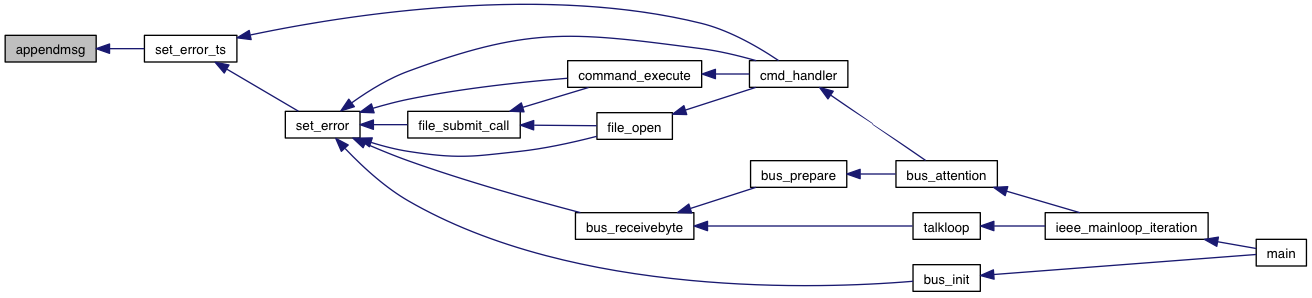 appendmsg
set_error_ts
set_error
command_execute
cmd_handler
file_submit_call
file_open
bus_prepare
bus_attention
bus_receivebyte
talkloop
ieee_mainloop_iteration
main
bus_init